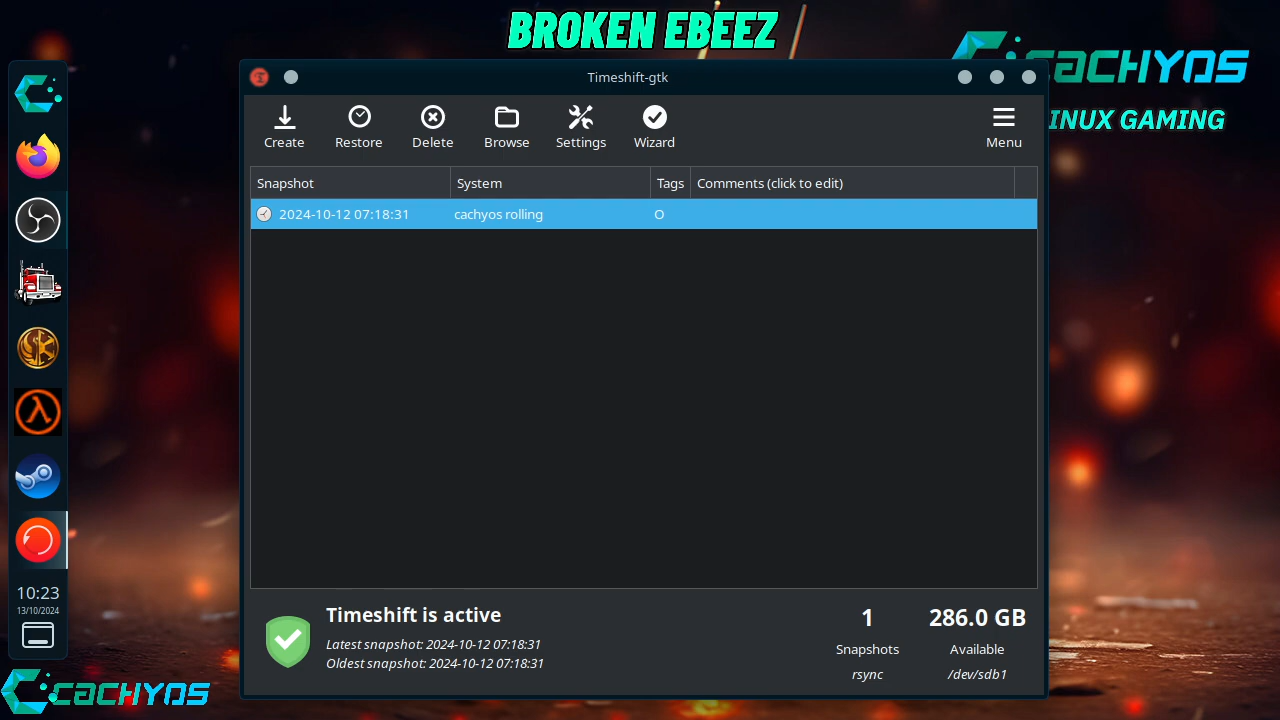 BROKEN EBEEZ
CACHYOS
INUX GAMING
Timeshift-gtk
Create
Restore
Delete
Browse
Settings
Wizard
Menu
Snapshot
System
Tags
Comments (click to edit)
2024-10-12 07:18:31
cachyos rolling
O
Timeshift is active
Latest snapshot: 2024-10-12 07:18:31
Oldest snapshot: 2024-10-12 07:18:31
1
Snapshots
rsync
286.0 GB
Available
/dev/sdb1
10:23
13/10/2024
CACHYOS